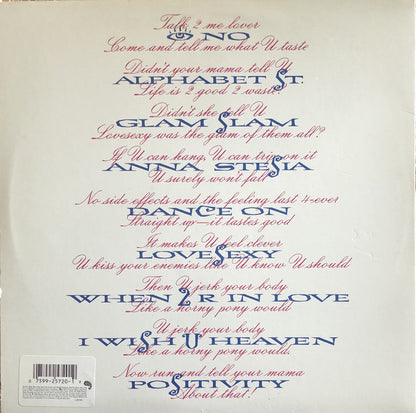 Talk 2 me lover
NO
Come and tell me what U taste
Didn't your mama tell U
ALPHABET ST.
Life is 2 good 2 waste?
Didn't she tell U
GLAM SLAM
Lovesexy was the glam of them all?
If U can hang, U can trip on it
ANNA STESIA
U surely won't fall
No side effects and the feeling last 4-ever
DANCE ON
Straight up—it tastes good
It makes U feel clever
LOVESEXY
U kiss your enemies like U know U should
Then U jerk your body
WHEN 2 R IN LOVE
Like a horny pony would
U jerk your body
I WISH U HEAVEN
Like a horny pony would.
Now run and tell your mama
POSITIVITY
About that!
0 7599-25720-1